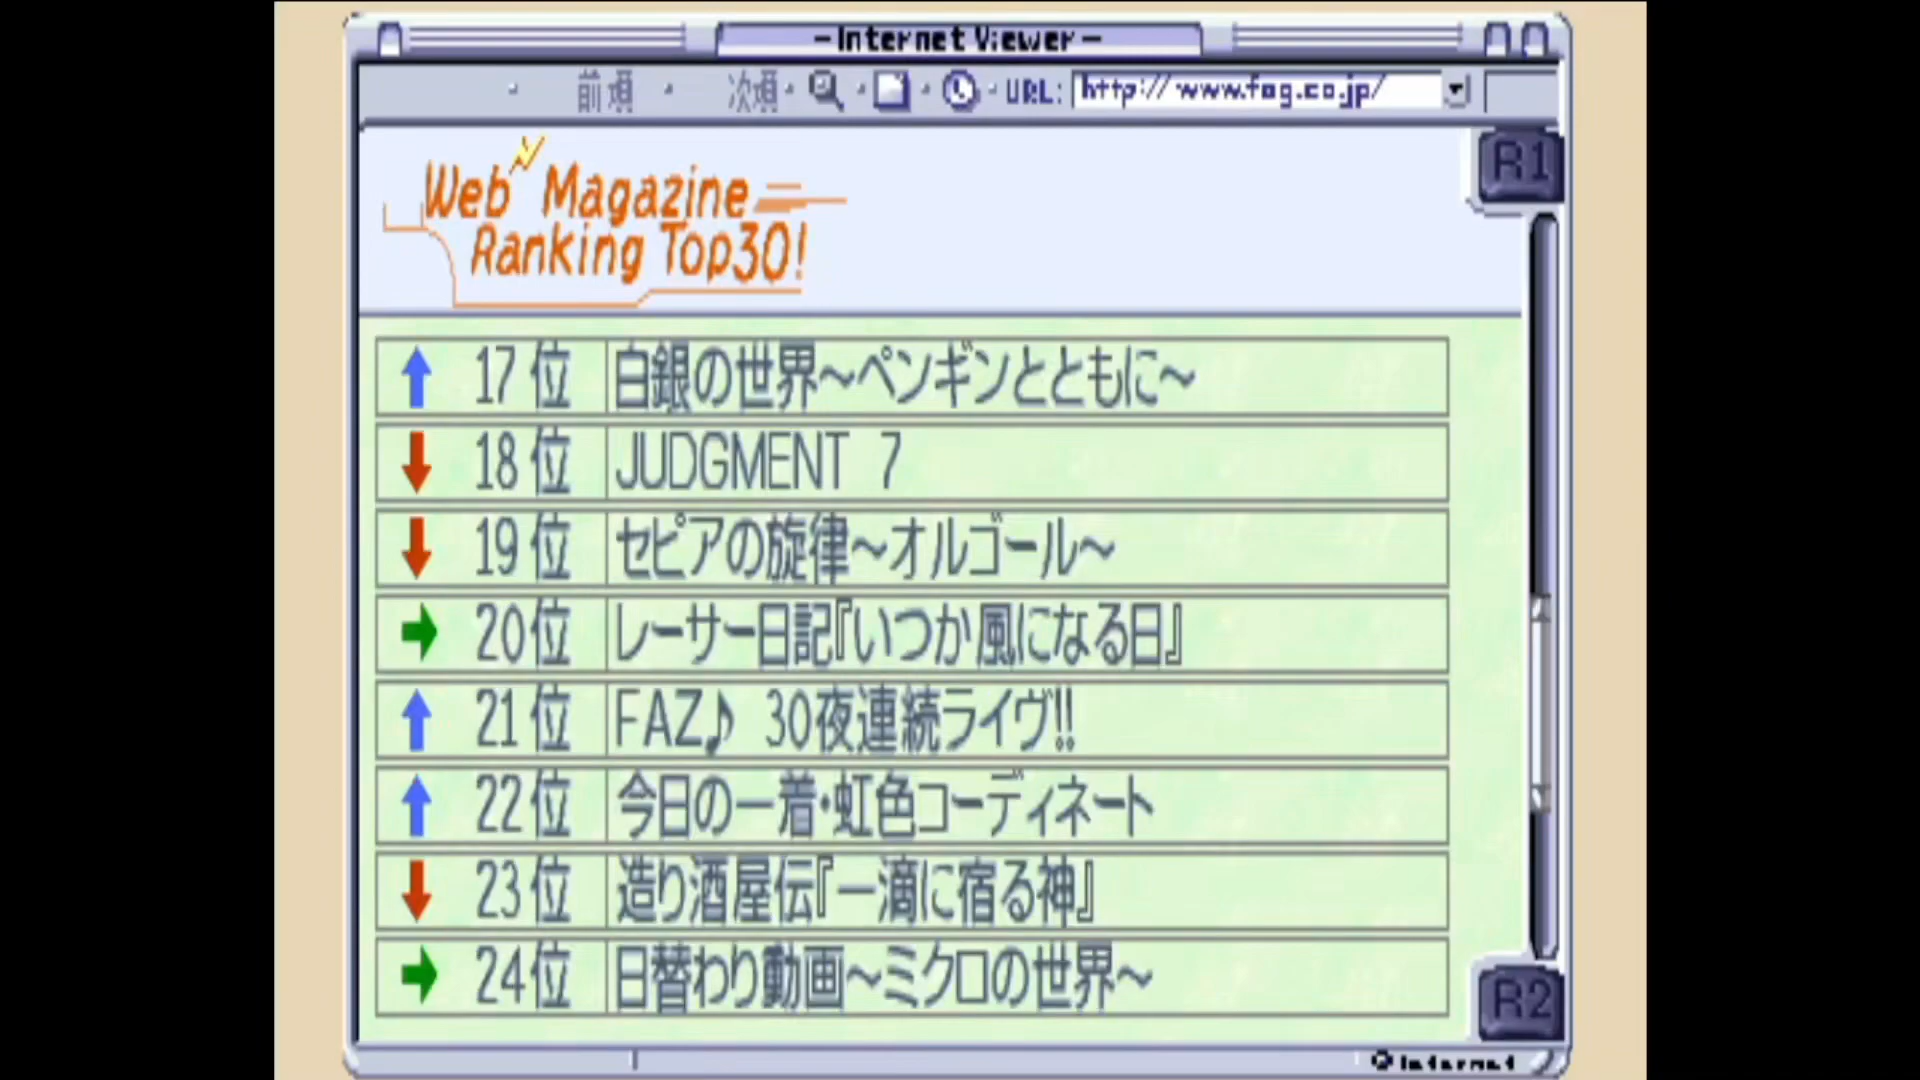 Internet Viewer
前項 次項 URL: http://www.fog.co.jp/
R1
Web Magazine
Ranking Top30!
17位 白銀の世界～ペンギンとともに～
18位 JUDGMENT 7
19位 セピアの旋律～オルゴール～
20位 レーサー日記『いつか風になる日』
21位 FAZ♪ 30夜連続ライヴ!!
22位 今日の一着・虹色コーディネート
23位 造り酒屋伝『一滴に宿る神』
24位 日替わり動画～ミクロの世界～
R2
Internet